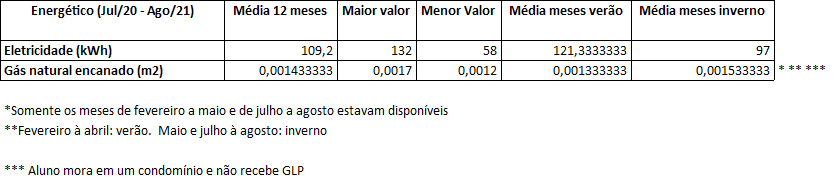 Energético (Jul/20 - Ago/21) Média 12 meses Maior valor Menor Valor Média meses verão Média meses inverno
Eletricidade (kWh) 109,2 132 58 121,3333333 97
Gás natural encanado (m2) 0,001433333 0,0017 0,0012 0,001333333 0,001533333 * ** ***
*Somente os meses de fevereiro a maio e de julho a agosto estavam disponíveis
**Fevereiro à abril: verão. Maio e julho à agosto: inverno
*** Aluno mora em um condomínio e não recebe GLP